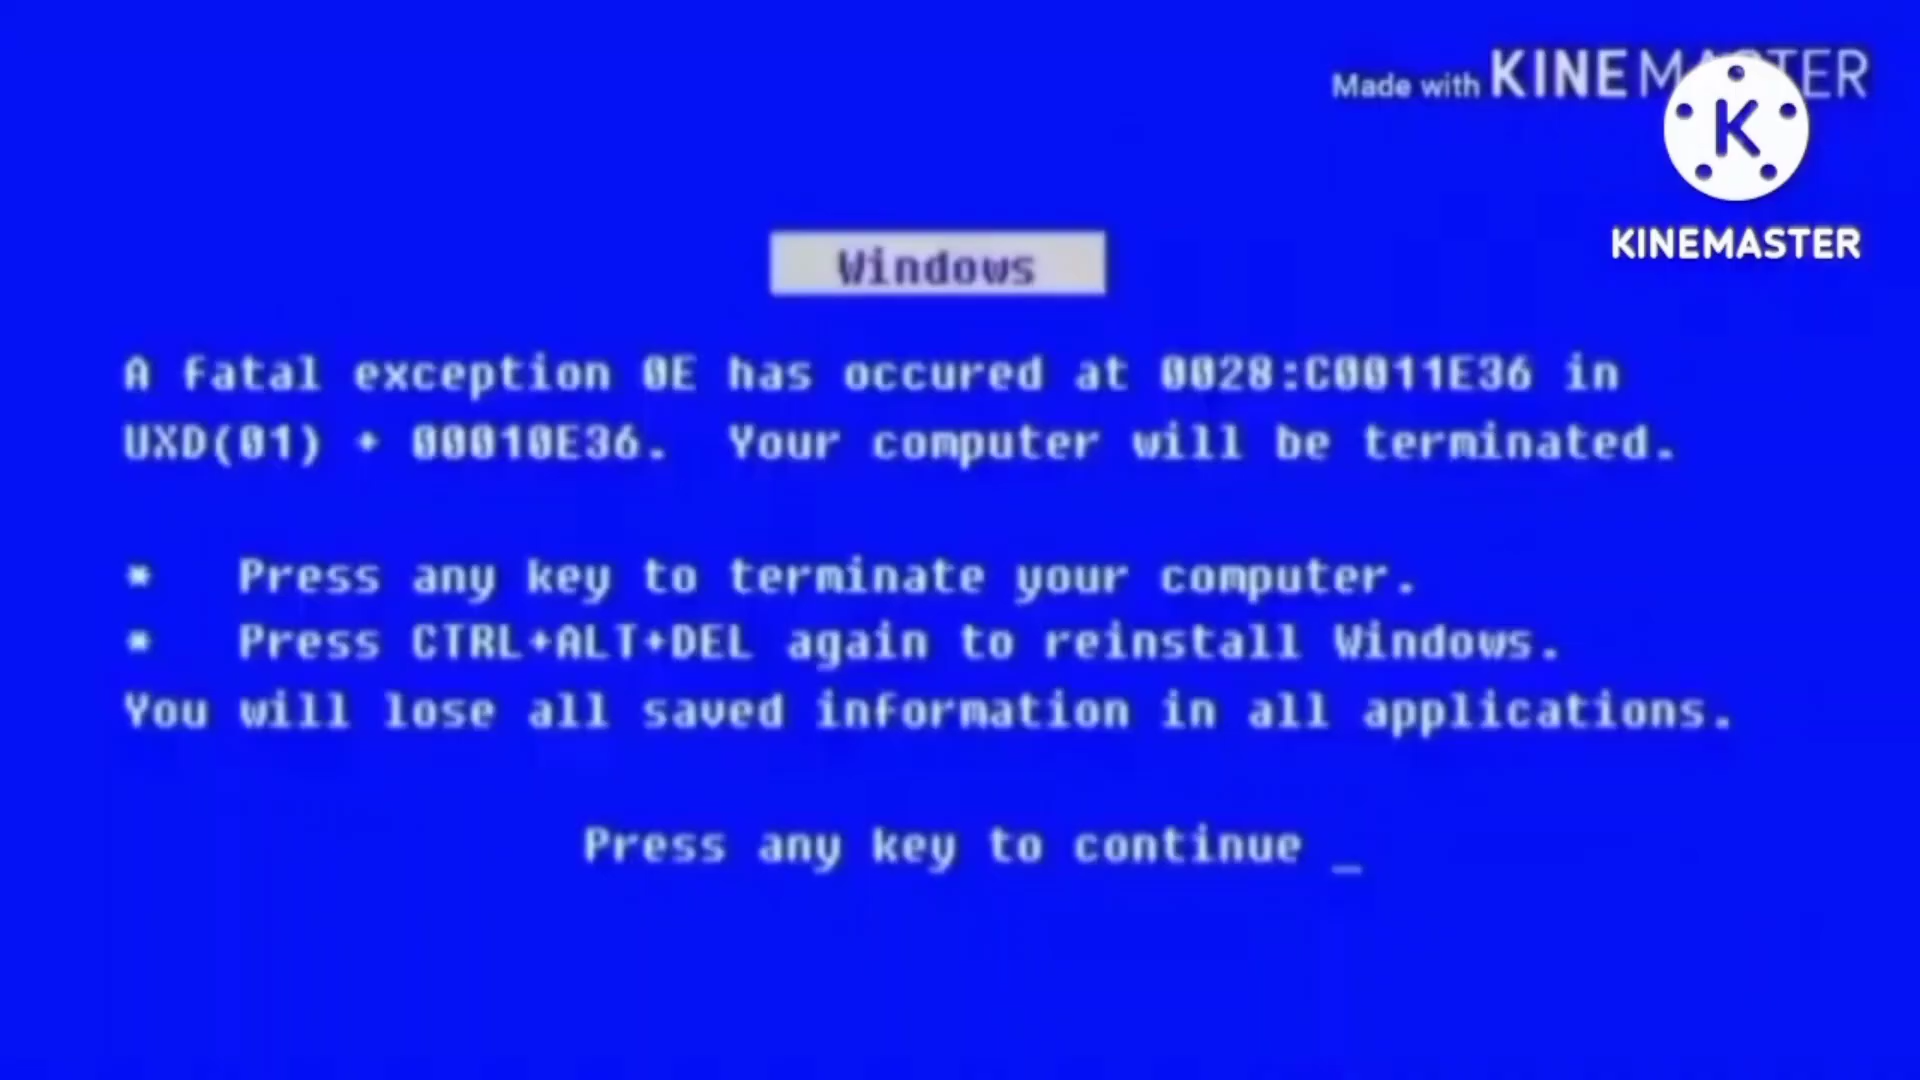 Made with KINEMASTER
K
KINEMASTER
Windows
A fatal exception 0E has occured at 0028:C0011E36 in
UXD(01) + 00010E36. Your computer will be terminated.
* Press any key to terminate your computer.
* Press CTRL+ALT+DEL again to reinstall Windows.
You will lose all saved information in all applications.
Press any key to continue _